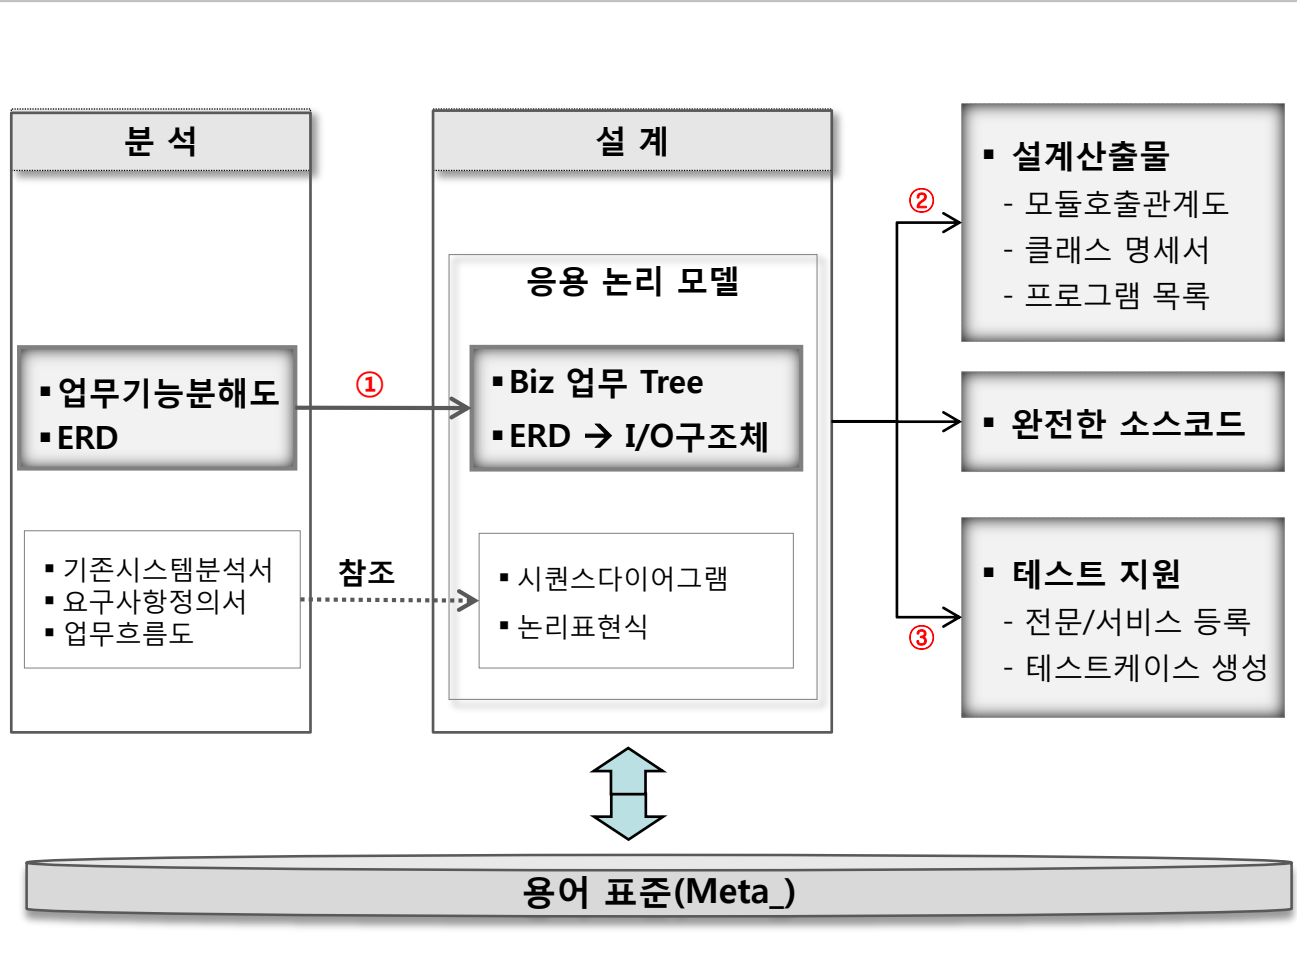 분 석
▪업무기능분해도
▪ERD
▪ 기존시스템분석서
▪ 요구사항정의서
▪ 업무흐름도
①
참조
설 계
응용 논리 모델
▪Biz 업무 Tree
▪ERD → I/O구조체
▪ 시퀀스다이어그램
▪ 논리표현식
②
▪ 설계산출물
- 모듈호출관계도
- 클래스 명세서
- 프로그램 목록
▪ 완전한 소스코드
③
▪ 테스트 지원
- 전문/서비스 등록
- 테스트케이스 생성
용어 표준(Meta_)